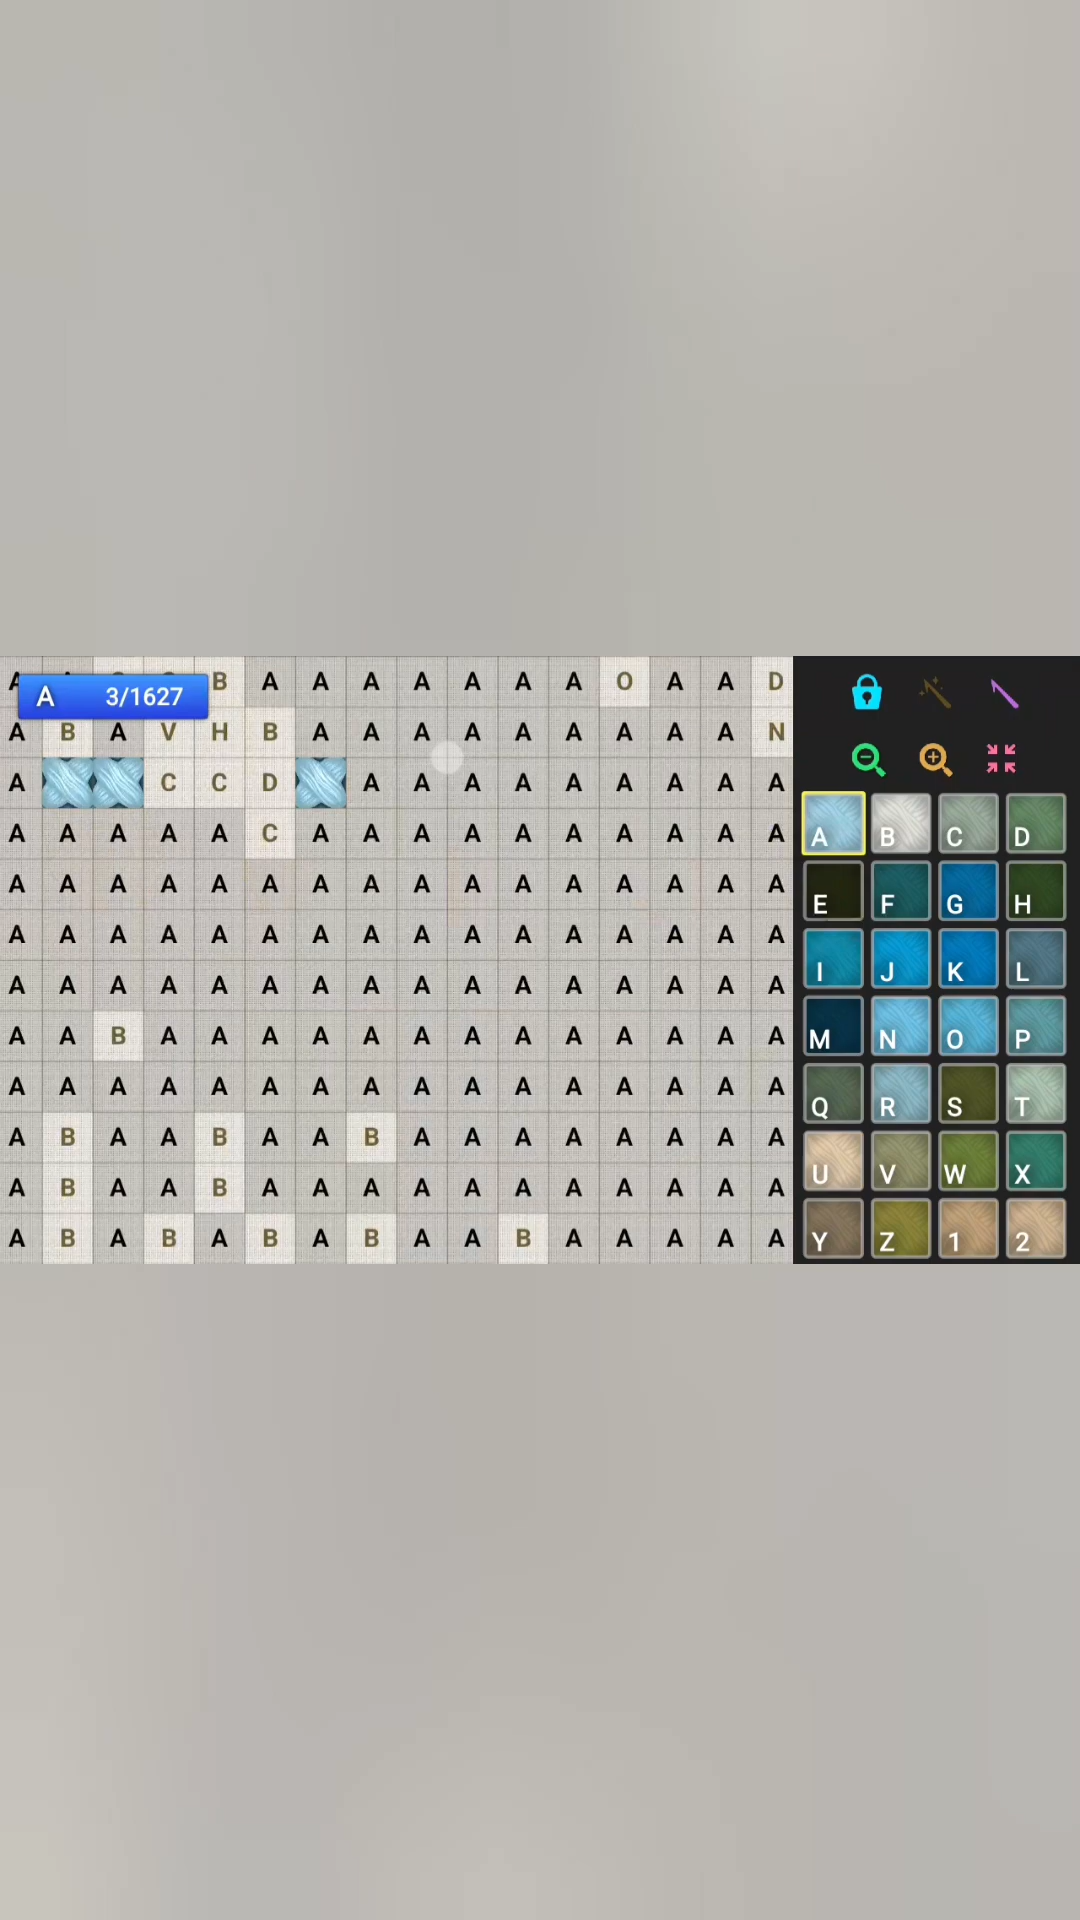 A 3/1627
A B A A A A A A A O A A D
A B A V H B A A A A A A A A A N
A C C D A A A A A A A A A
A A A A A C A A A A A A A A A A
A A A A A A A A A A A A A A A A
A A A A A A A A A A A A A A A A
A A A A A A A A A A A A A A A A
A A B A A A A A A A A A A A A A
A A A A A A A A A A A A A A A A
A B A A B A A B A A A A A A A A
A B A A B A A A A A A A A A A A
A B A B A B A B A A B A A A A A
A B C D
E F G H
I J K L
M N O P
Q R S T
U V W X
Y Z 1 2